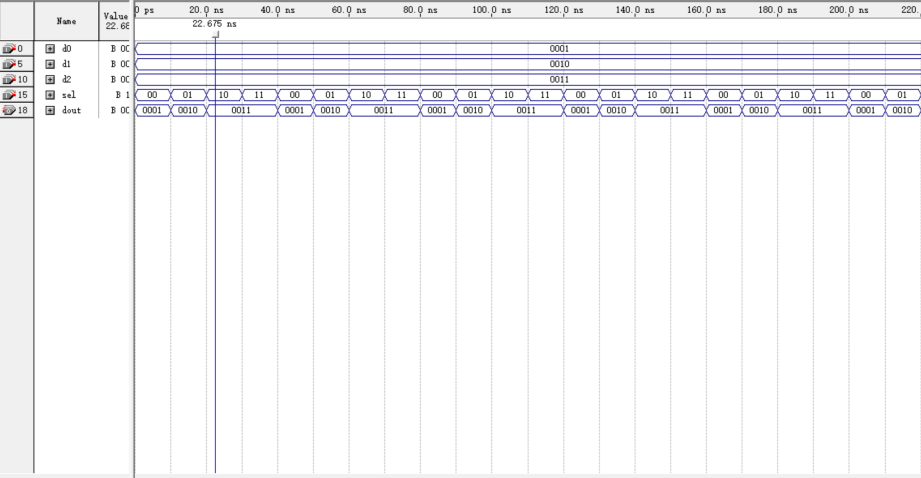 0 ps 20.0 ns 40.0 ns 60.0 ns 80.0 ns 100.0 ns 120.0 ns 140.0 ns 160.0 ns 180.0 ns 200.0 ns 220.
Name Value 22.675 ns
22.68
0 d0 B 00 0001
5 d1 B 00 0010
10 d2 B 00 0011
15 sel B 1 00 01 10 11 00 01 10 11 00 01 10 11 00 01 10 11 00 01 10 11 00 01
18 dout B 00 0001 0010 0011 0001 0010 0011 0001 0010 0011 0001 0010 0011 0001 0010 0011 0001 0010